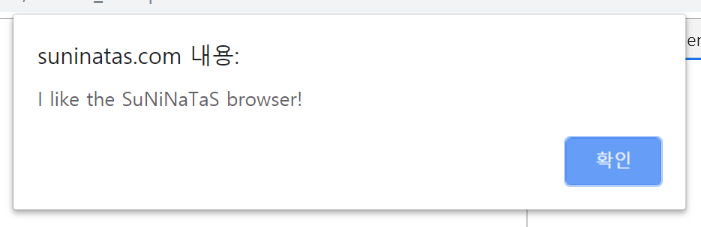 suninatas.com 내용:
I like the SuNiNaTaS browser!
확인